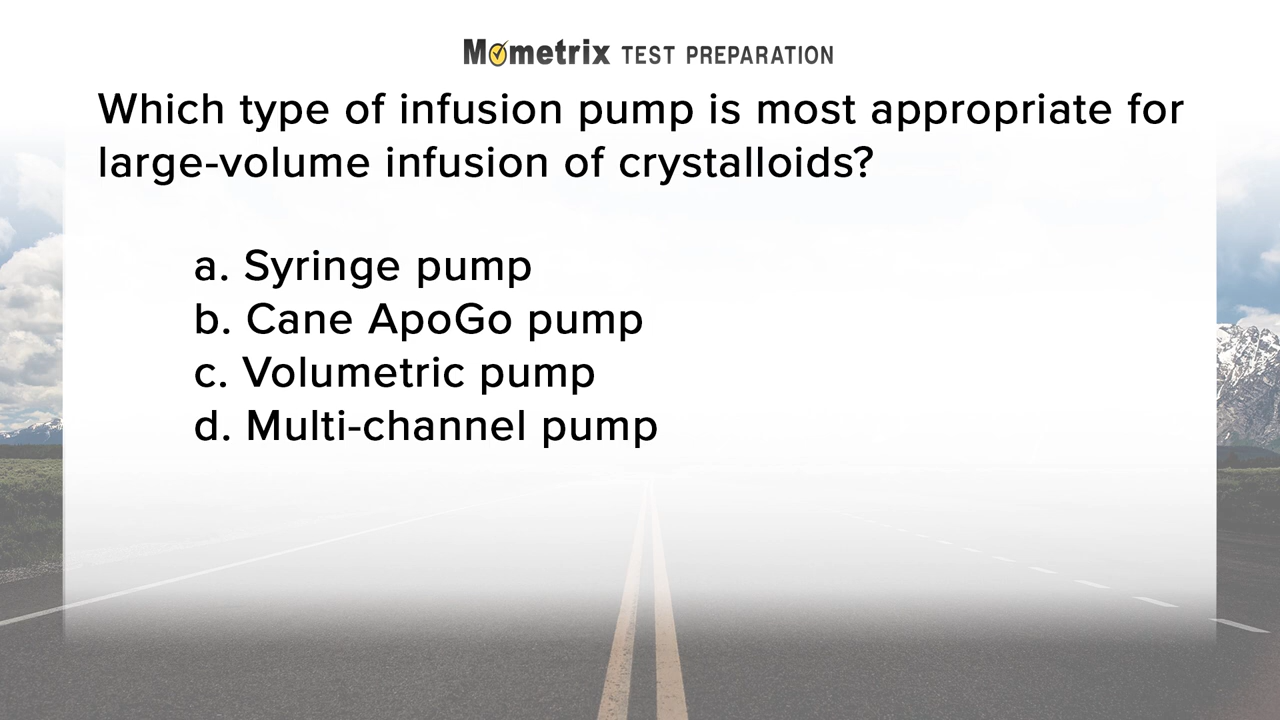 Mometrix TEST PREPARATION
Which type of infusion pump is most appropriate for
large-volume infusion of crystalloids?
a. Syringe pump
b. Cane ApoGo pump
c. Volumetric pump
d. Multi-channel pump